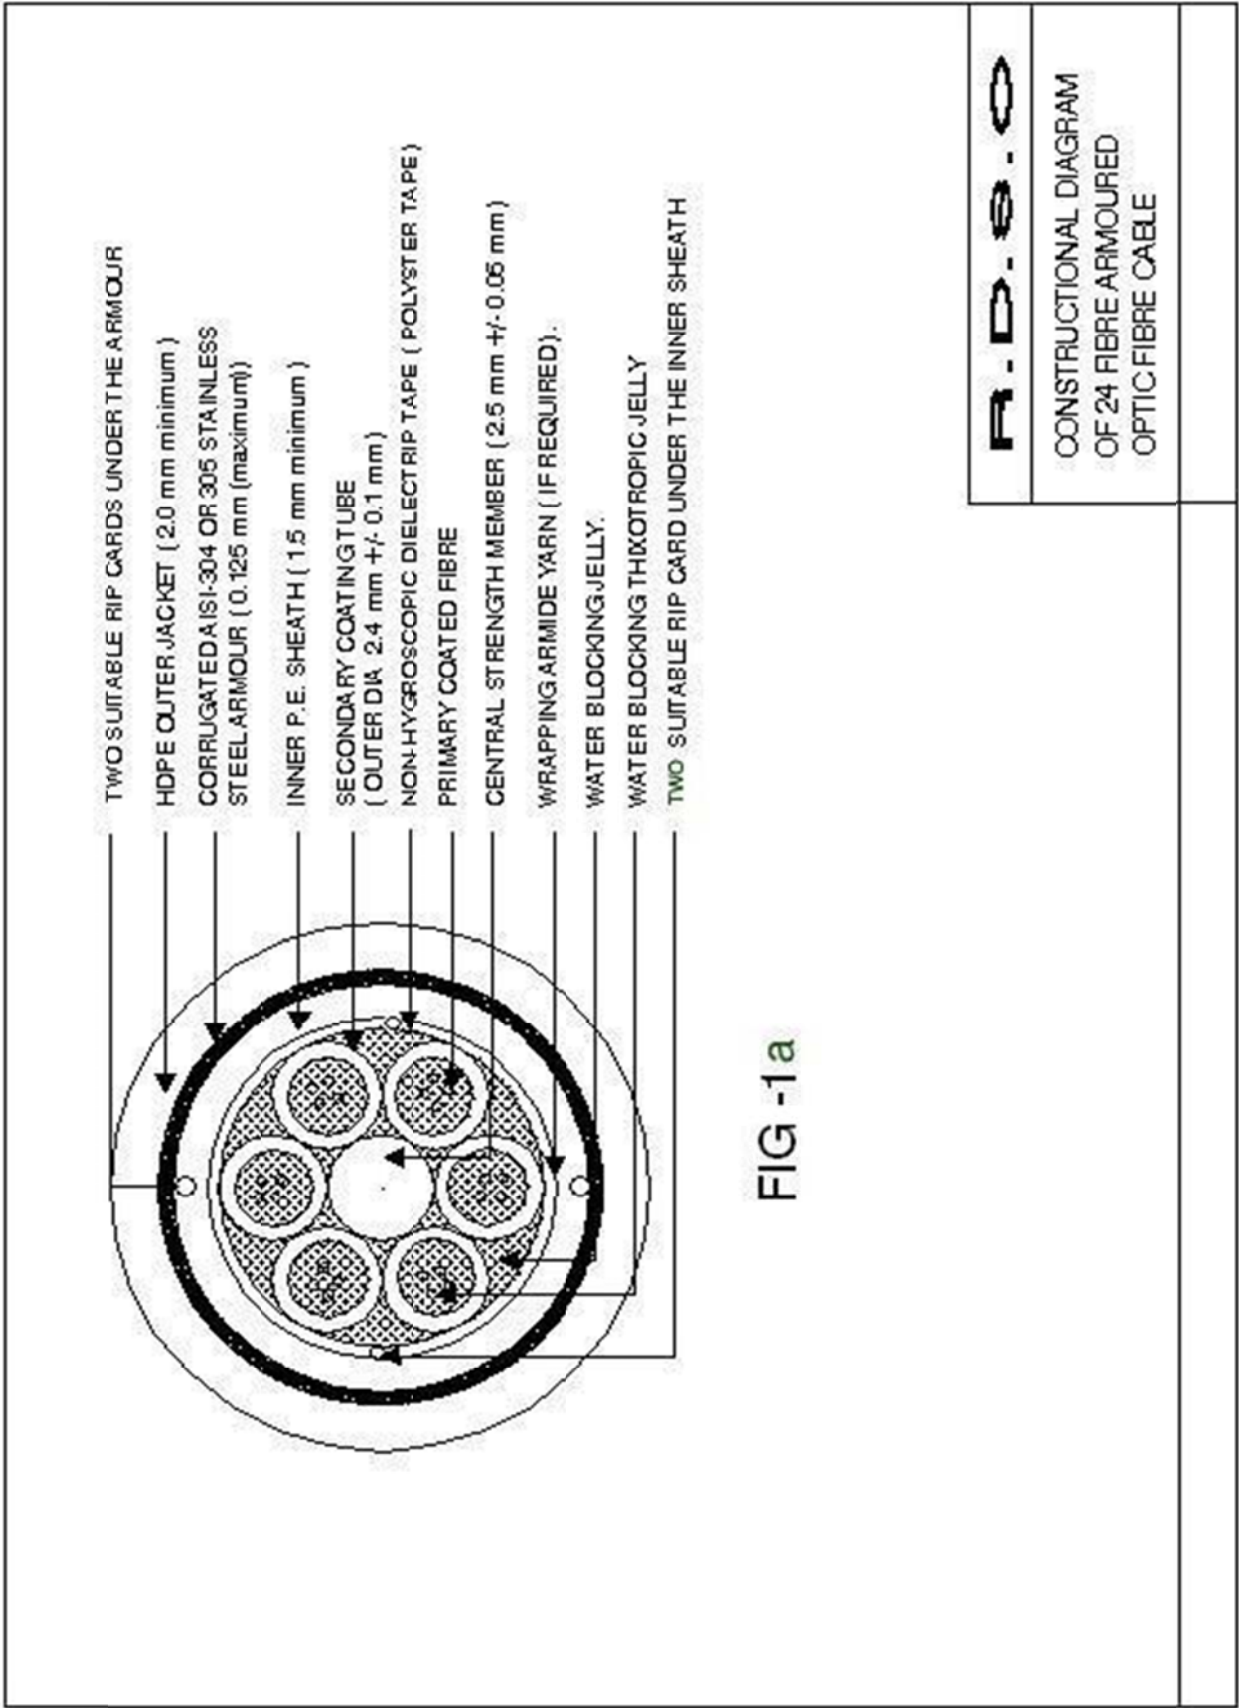 TWO SUITABLE RIP CARDS UNDER THE ARMOUR
HDPE OUTER JACKET ( 2.0 mm minimum )
CORRUGATED AISI-304 OR 305 STAINLESS
STEEL ARMOUR ( 0.125 mm (maximum))
INNER P.E. SHEATH ( 1.5 mm minimum )
SECONDARY COATING TUBE
( OUTER DIA 2.4 mm +/- 0.1 mm )
NON-HYGROSCOPIC DIELECTRIP TAPE ( POLYSTER TAPE )
PRIMARY COATED FIBRE
CENTRAL STRENGTH MEMBER ( 2.5 mm +/- 0.05 mm )
WRAPPING ARMIDE YARN ( IF REQUIRED).
WATER BLOCKING JELLY.
WATER BLOCKING THIXOTROPIC JELLY
TWO SUITABLE RIP CARD UNDER THE INNER SHEATH
FIG -1a
R.D.S.O
CONSTRUCTIONAL DIAGRAM
OF 24 FIBRE ARMOURED
OPTIC FIBRE CABLE